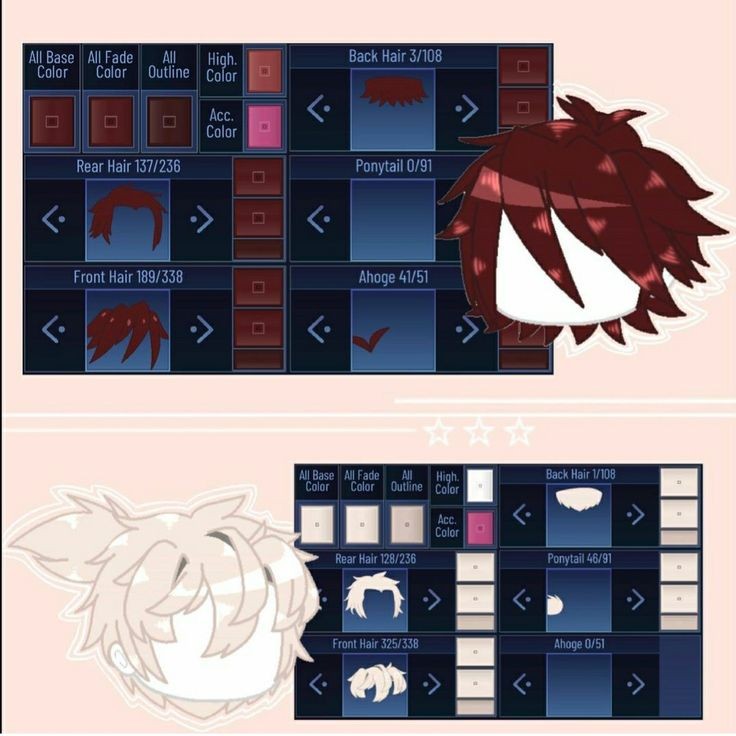 All Base
Color
All Fade
Color
All
Outline
High.
Color
Acc.
Color
Back Hair 3/108
Rear Hair 137/236
Ponytail 0/91
Front Hair 189/338
Ahoge 41/51
All Base
Color
All Fade
Color
All
Outline
High.
Color
Acc.
Color
Back Hair 1/108
Rear Hair 128/236
Ponytail 46/91
Front Hair 325/338
Ahoge 0/51